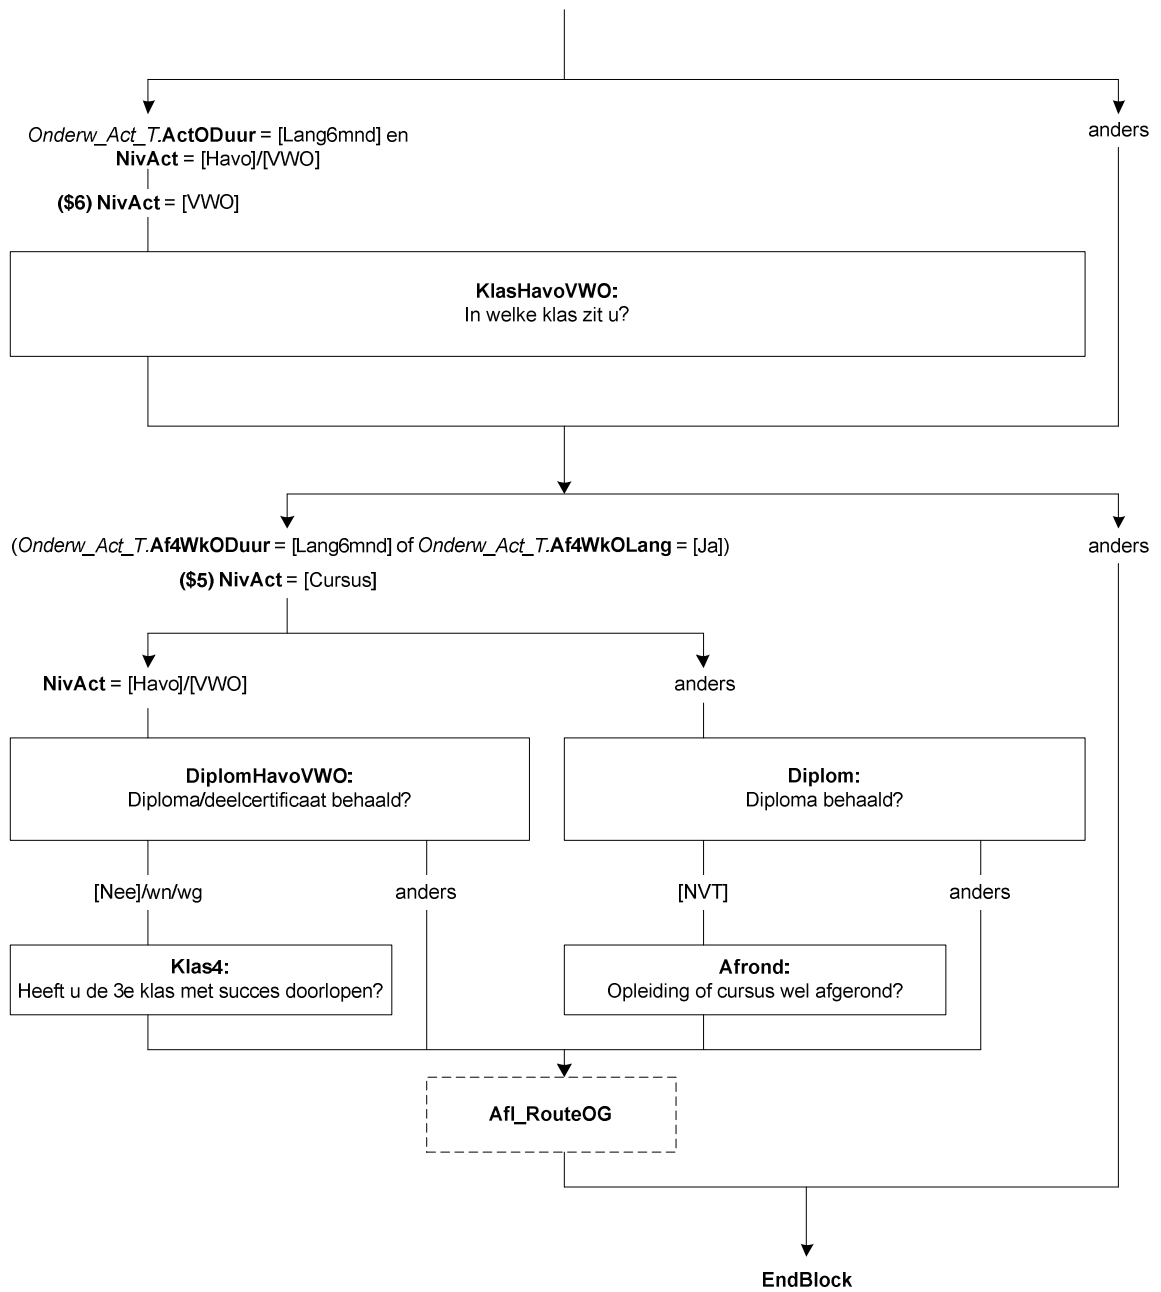 Onderw_Act_T.ActODuur = [Lang6mnd] en
NivAct = [Havo]/[VWO]
anders
($6) NivAct = [VWO]
KlasHavoVWO:
In welke klas zit u?
(Onderw_Act_T.Af4WkODuur = [Lang6mnd] of Onderw_Act_T.Af4WkOLang = [Ja])
anders
($5) NivAct = [Cursus]
NivAct = [Havo]/[VWO]
anders
DiplomHavoVWO:
Diploma/deelcertificaat behaald?
Diplom:
Diploma behaald?
[Nee]/wn/wg
anders
[NVT]
anders
Klas4:
Heeft u de 3e klas met succes doorlopen?
Afrond:
Opleiding of cursus wel afgerond?
Afl_RouteOG
EndBlock